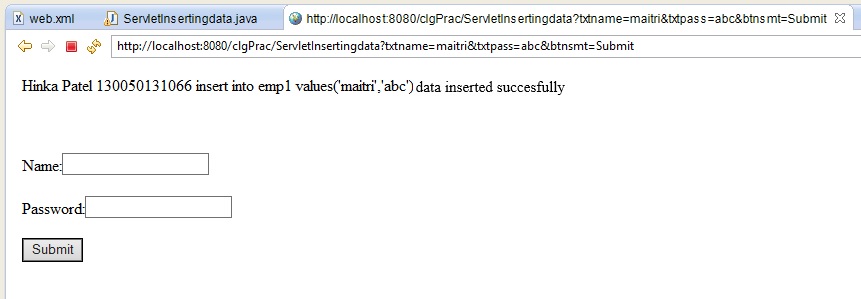 web.xml ServletInsertingdata.java http://localhost:8080/clgPrac/ServletInsertingdata?txtname=maitri&txtpass=abc&btnsmt=Submit
http://localhost:8080/clgPrac/ServletInsertingdata?txtname=maitri&txtpass=abc&btnsmt=Submit
Hinka Patel 130050131066 insert into emp1 values('maitri','abc') data inserted succesfully
Name:
Password:
Submit